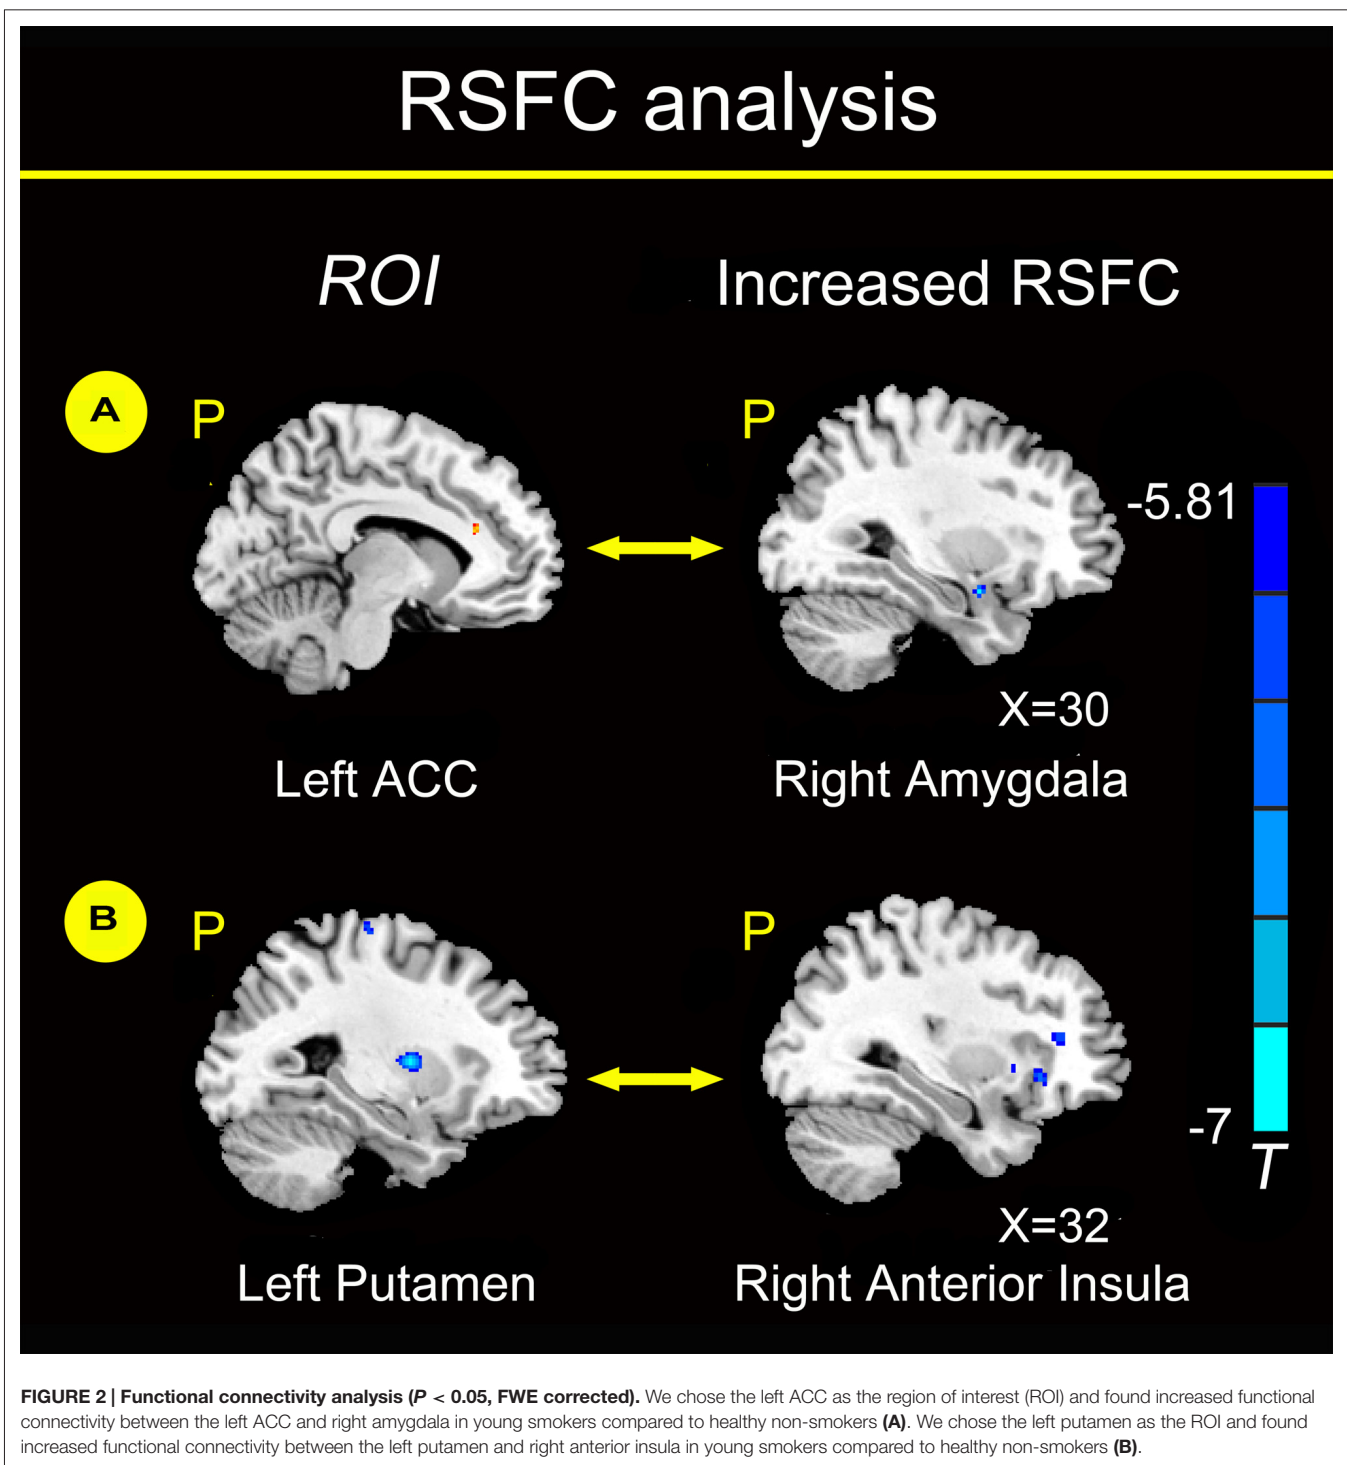 RSFC analysis
ROI
Increased RSFC
A
P
P
-5.81
X=30
Left ACC
Right Amygdala
B
P
P
-7
T
X=32
Left Putamen
Right Anterior Insula
FIGURE 2 | Functional connectivity analysis (P < 0.05, FWE corrected). We chose the left ACC as the region of interest (ROI) and found increased functional
connectivity between the left ACC and right amygdala in young smokers compared to healthy non-smokers (A). We chose the left putamen as the ROI and found
increased functional connectivity between the left putamen and right anterior insula in young smokers compared to healthy non-smokers (B).